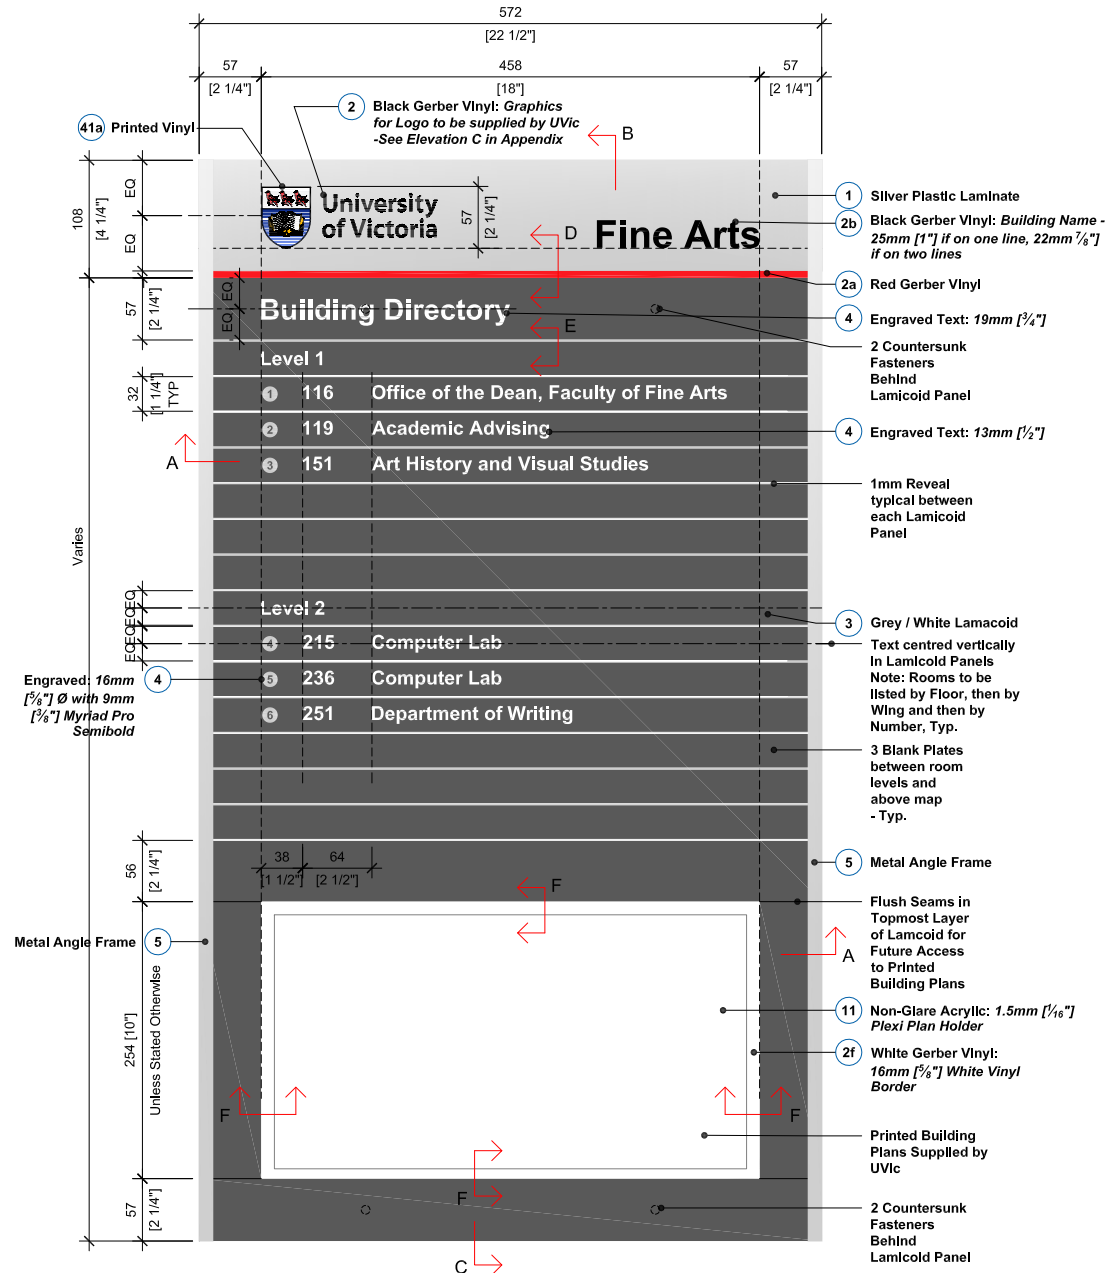 572
[22 1/2"]
57
[2 1/4"]
458
[18"]
57
[2 1/4"]
2
Black Gerber Vinyl: Graphics
for Logo to be supplied by UVic
-See Elevation C in Appendix
41a Printed Vinyl
B
EQ
EQ
108
[4 1/4"]
University
of Victoria
57
[2 1/4"]
D
Fine Arts
1 Silver Plastic Laminate
2b Black Gerber Vinyl: Building Name -
25mm [1"] if on one line, 22mm 7/8"]
if on two lines
2a Red Gerber Vinyl
57
[2 1/4"]
EQ
EQ
Building Directory
E
4 Engraved Text: 19mm [3/4"]
2 Countersunk
Fasteners
Behind
Lamicoid Panel
Level 1
32
[1 1/4"]
TYP
1 116 Office of the Dean, Faculty of Fine Arts
2 119 Academic Advising
4 Engraved Text: 13mm [1/2"]
A
3 151 Art History and Visual Studies
1mm Reveal
typical between
each Lamicoid
Panel
Varies
EQ
EQ
EQ
EQ
Level 2
3 Grey / White Lamacoid
4 215 Computer Lab
Text centred vertically
in Lamicold Panels
Note: Rooms to be
listed by Floor, then by
Wing and then by
Number, Typ.
Engraved: 16mm
[5/8"] Ø with 9mm
[3/8"] Myriad Pro
Semibold
4
5 236 Computer Lab
6 251 Department of Writing
3 Blank Plates
between room
levels and
above map
- Typ.
56
[2 1/4"]
38
[1 1/2"]
64
[2 1/2"]
5 Metal Angle Frame
F
Flush Seams in
Topmost Layer
of Lamcoid for
Future Access
to Printed
Building Plans
Metal Angle Frame 5
A
254 [10"]
Unless Stated Otherwise
11 Non-Glare Acrylic: 1.5mm [1/16"]
Plexi Plan Holder
2f White Gerber Vinyl:
16mm [5/8"] White Vinyl
Border
F
F
Printed Building
Plans Supplied by
UVic
F
57
[2 1/4"]
2 Countersunk
Fasteners
Behind
Lamicold Panel
C